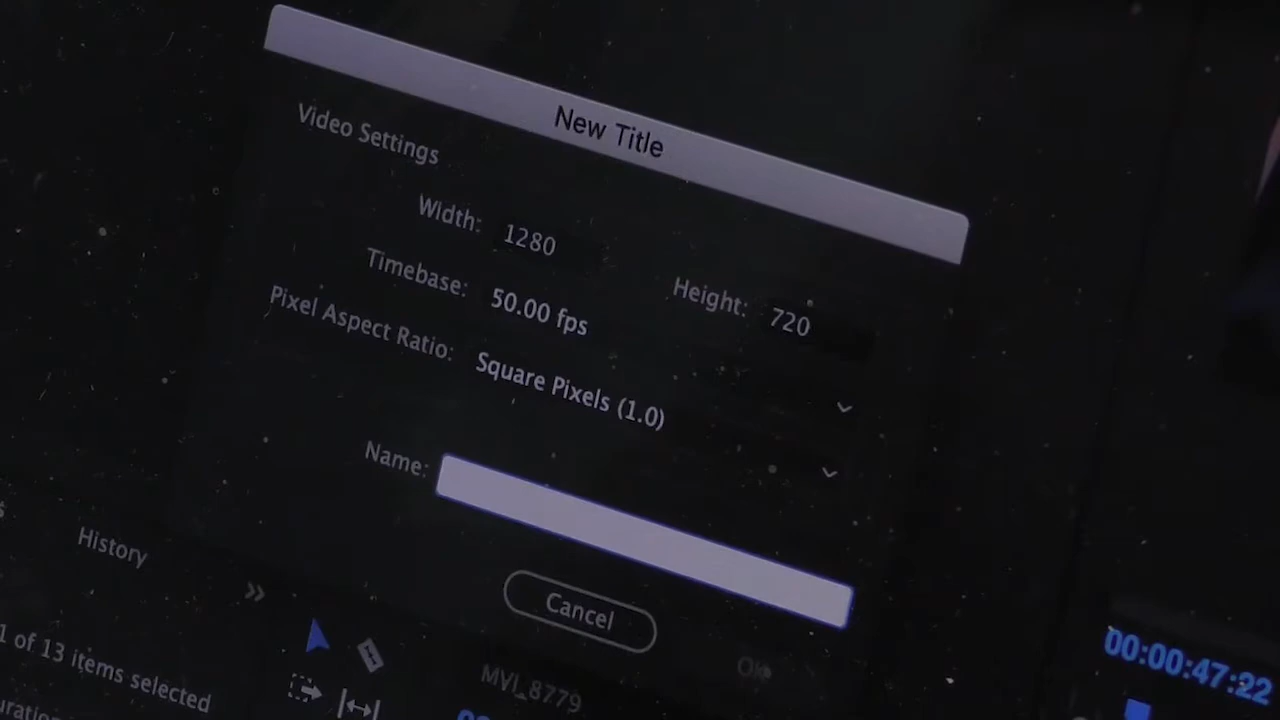 New Title
Video Settings
Width: 1280
Height: 720
Timebase: 50.00 fps
Pixel Aspect Ratio: Square Pixels (1.0)
Name:
Cancel
OK
History
1 of 13 items selected
MVI_8779
00:00:47:22